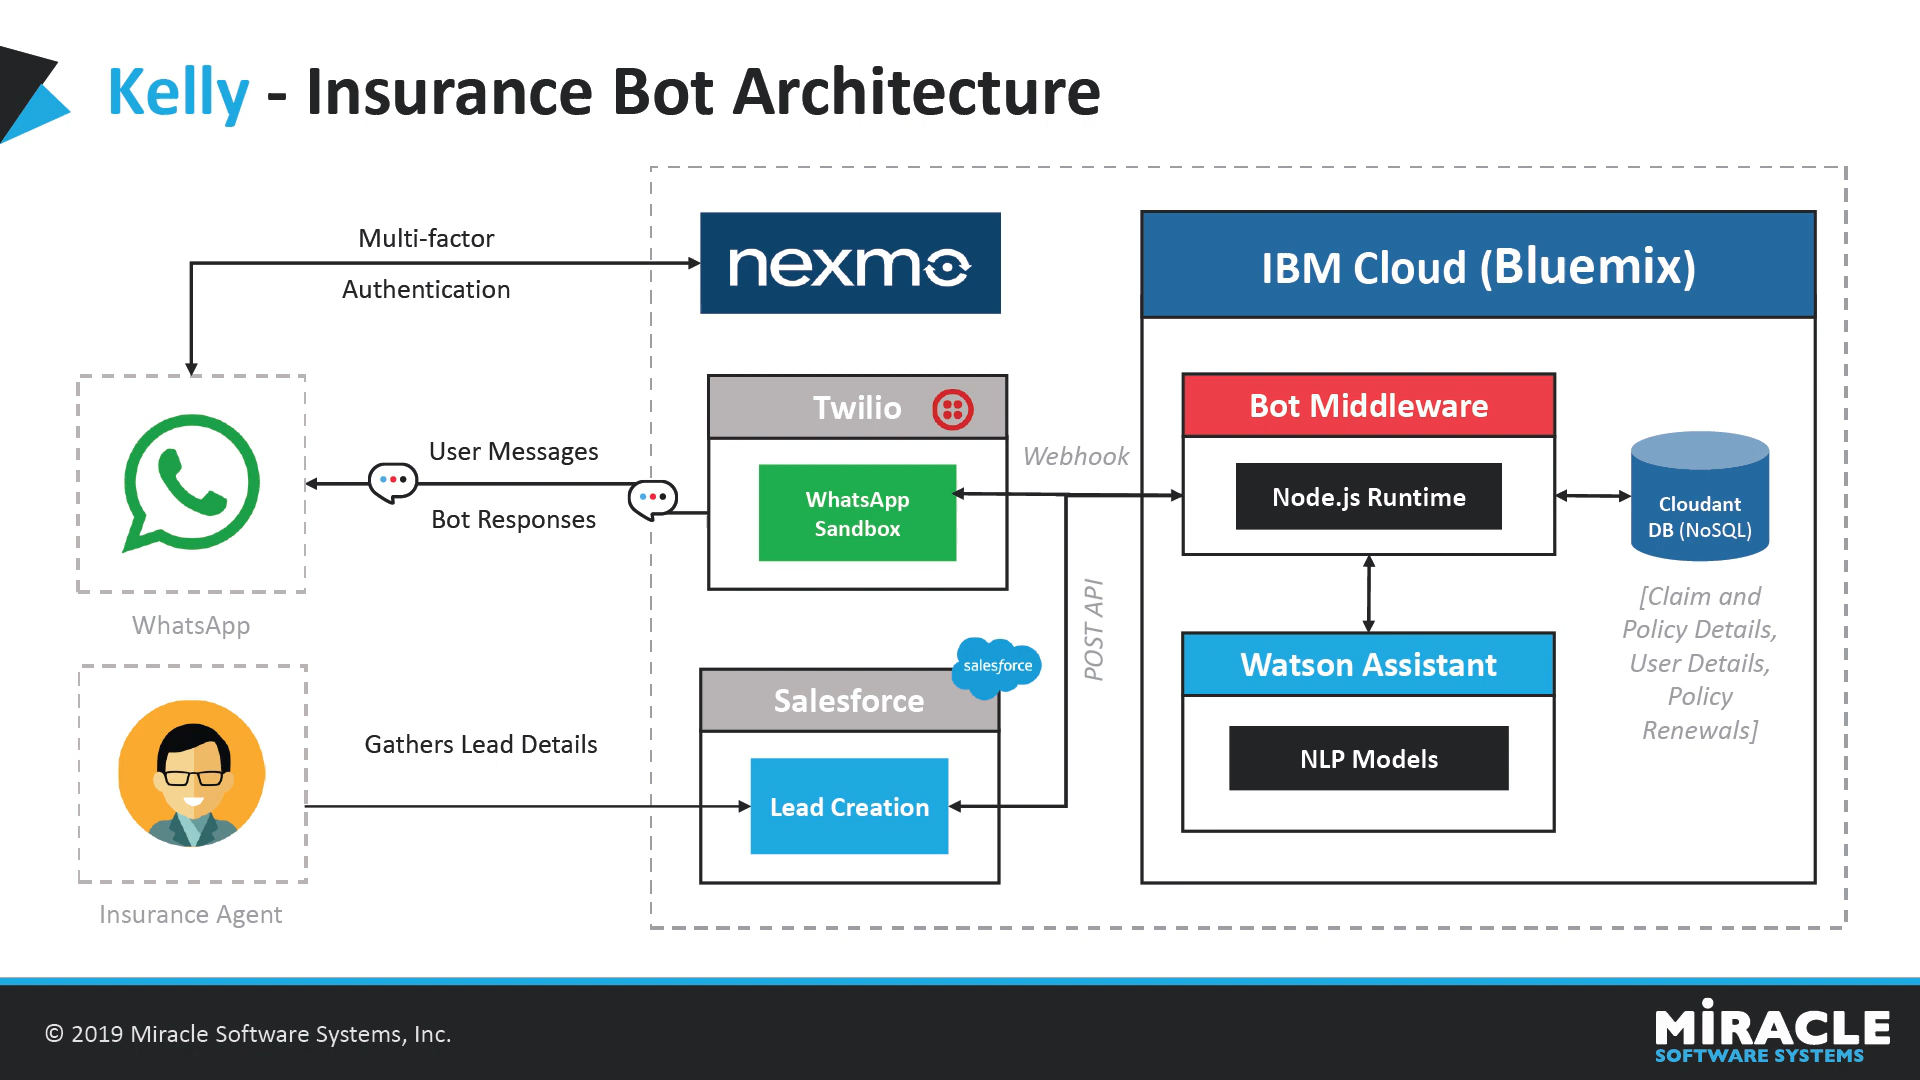 Kelly - Insurance Bot Architecture
Multi-factor
Authentication
nexmo
IBM Cloud (Bluemix)
Twilio
WhatsApp
Sandbox
User Messages
Bot Responses
Webhook
Bot Middleware
Node.js Runtime
Cloudant
DB (NoSQL)
[Claim and
Policy Details,
User Details,
Policy
Renewals]
WhatsApp
POST API
Watson Assistant
NLP Models
salesforce
Salesforce
Lead Creation
Gathers Lead Details
Insurance Agent
© 2019 Miracle Software Systems, Inc.
MiRACLE
SOFTWARE SYSTEMS